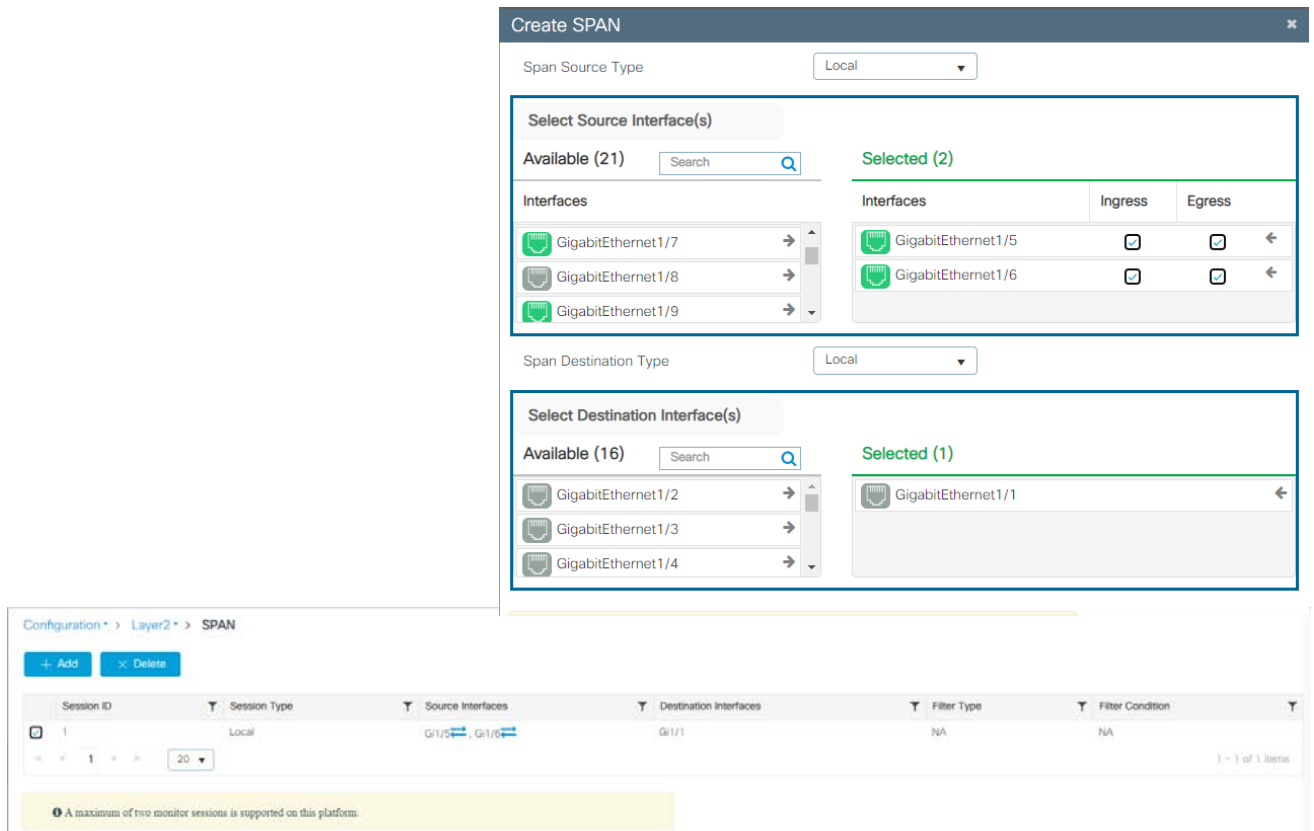 Create SPAN
Span Source Type Local
Select Source Interface(s)
Available (21) Search Selected (2)
Interfaces Interfaces Ingress Egress
GigabitEthernet1/7 GigabitEthernet1/5
GigabitEthernet1/8 GigabitEthernet1/6
GigabitEthernet1/9
Span Destination Type Local
Select Destination Interface(s)
Available (16) Search Selected (1)
GigabitEthernet1/2 GigabitEthernet1/1
GigabitEthernet1/3
GigabitEthernet1/4
Configuration > Layer2 > SPAN
+ Add × Delete
Session ID Session Type Source Interfaces Destination Interfaces Filter Type Filter Condition
1 Local Gi1/5 , Gi1/6 Gi1/1 NA NA
1 20 1 - 1 of 1 items
A maximum of two monitor sessions is supported on this platform.